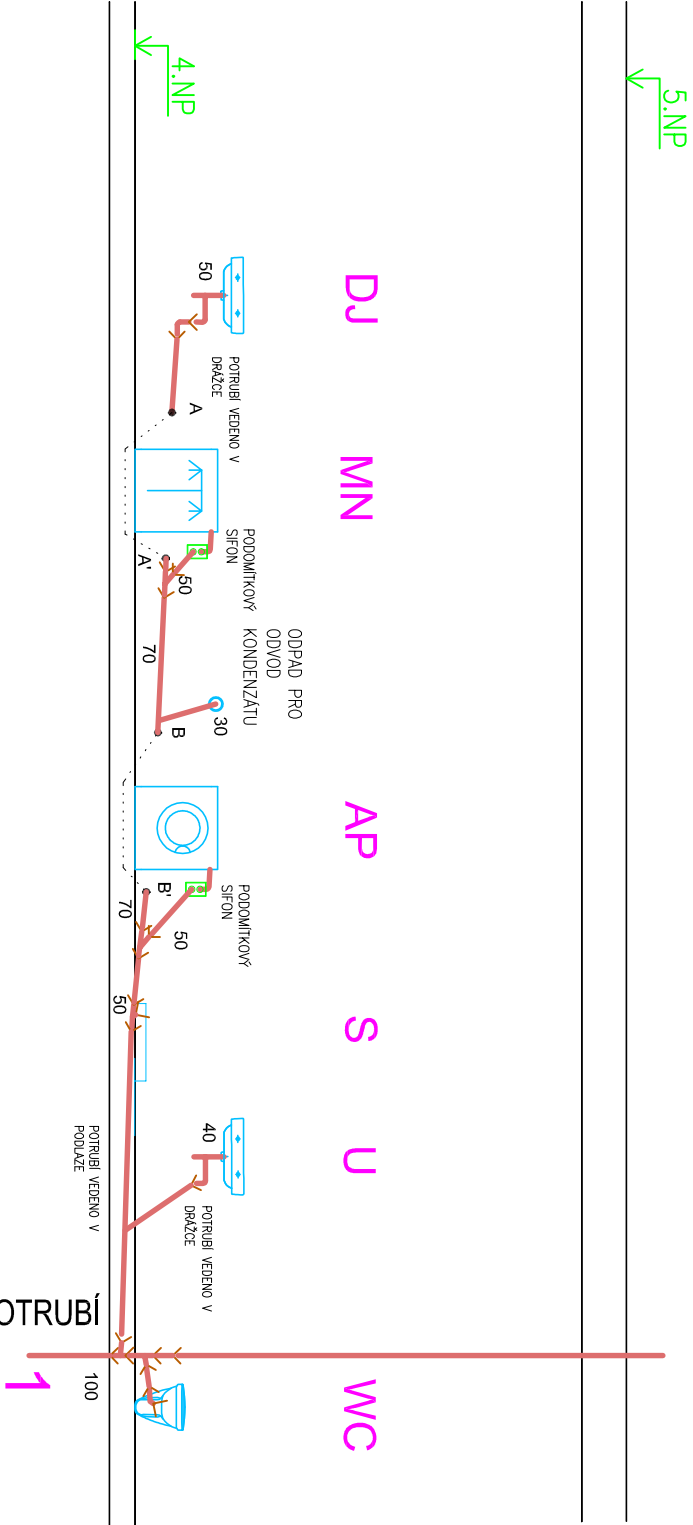 5.NP
4.NP
DJ
MN
AP
S
U
WC
50
POTRUBÍ VEDENO V
DRÁŽCE
A
A'
PODOMÍTKOVÝ
SIFON
50
70
ODPAD PRO
ODVOD
KONDENZÁTU
30
B
B'
PODOMÍTKOVÝ
SIFON
70
50
50
40
POTRUBÍ VEDENO V
DRÁŽCE
POTRUBÍ VEDENO V
PODLAZE
OTRUBÍ
100
1